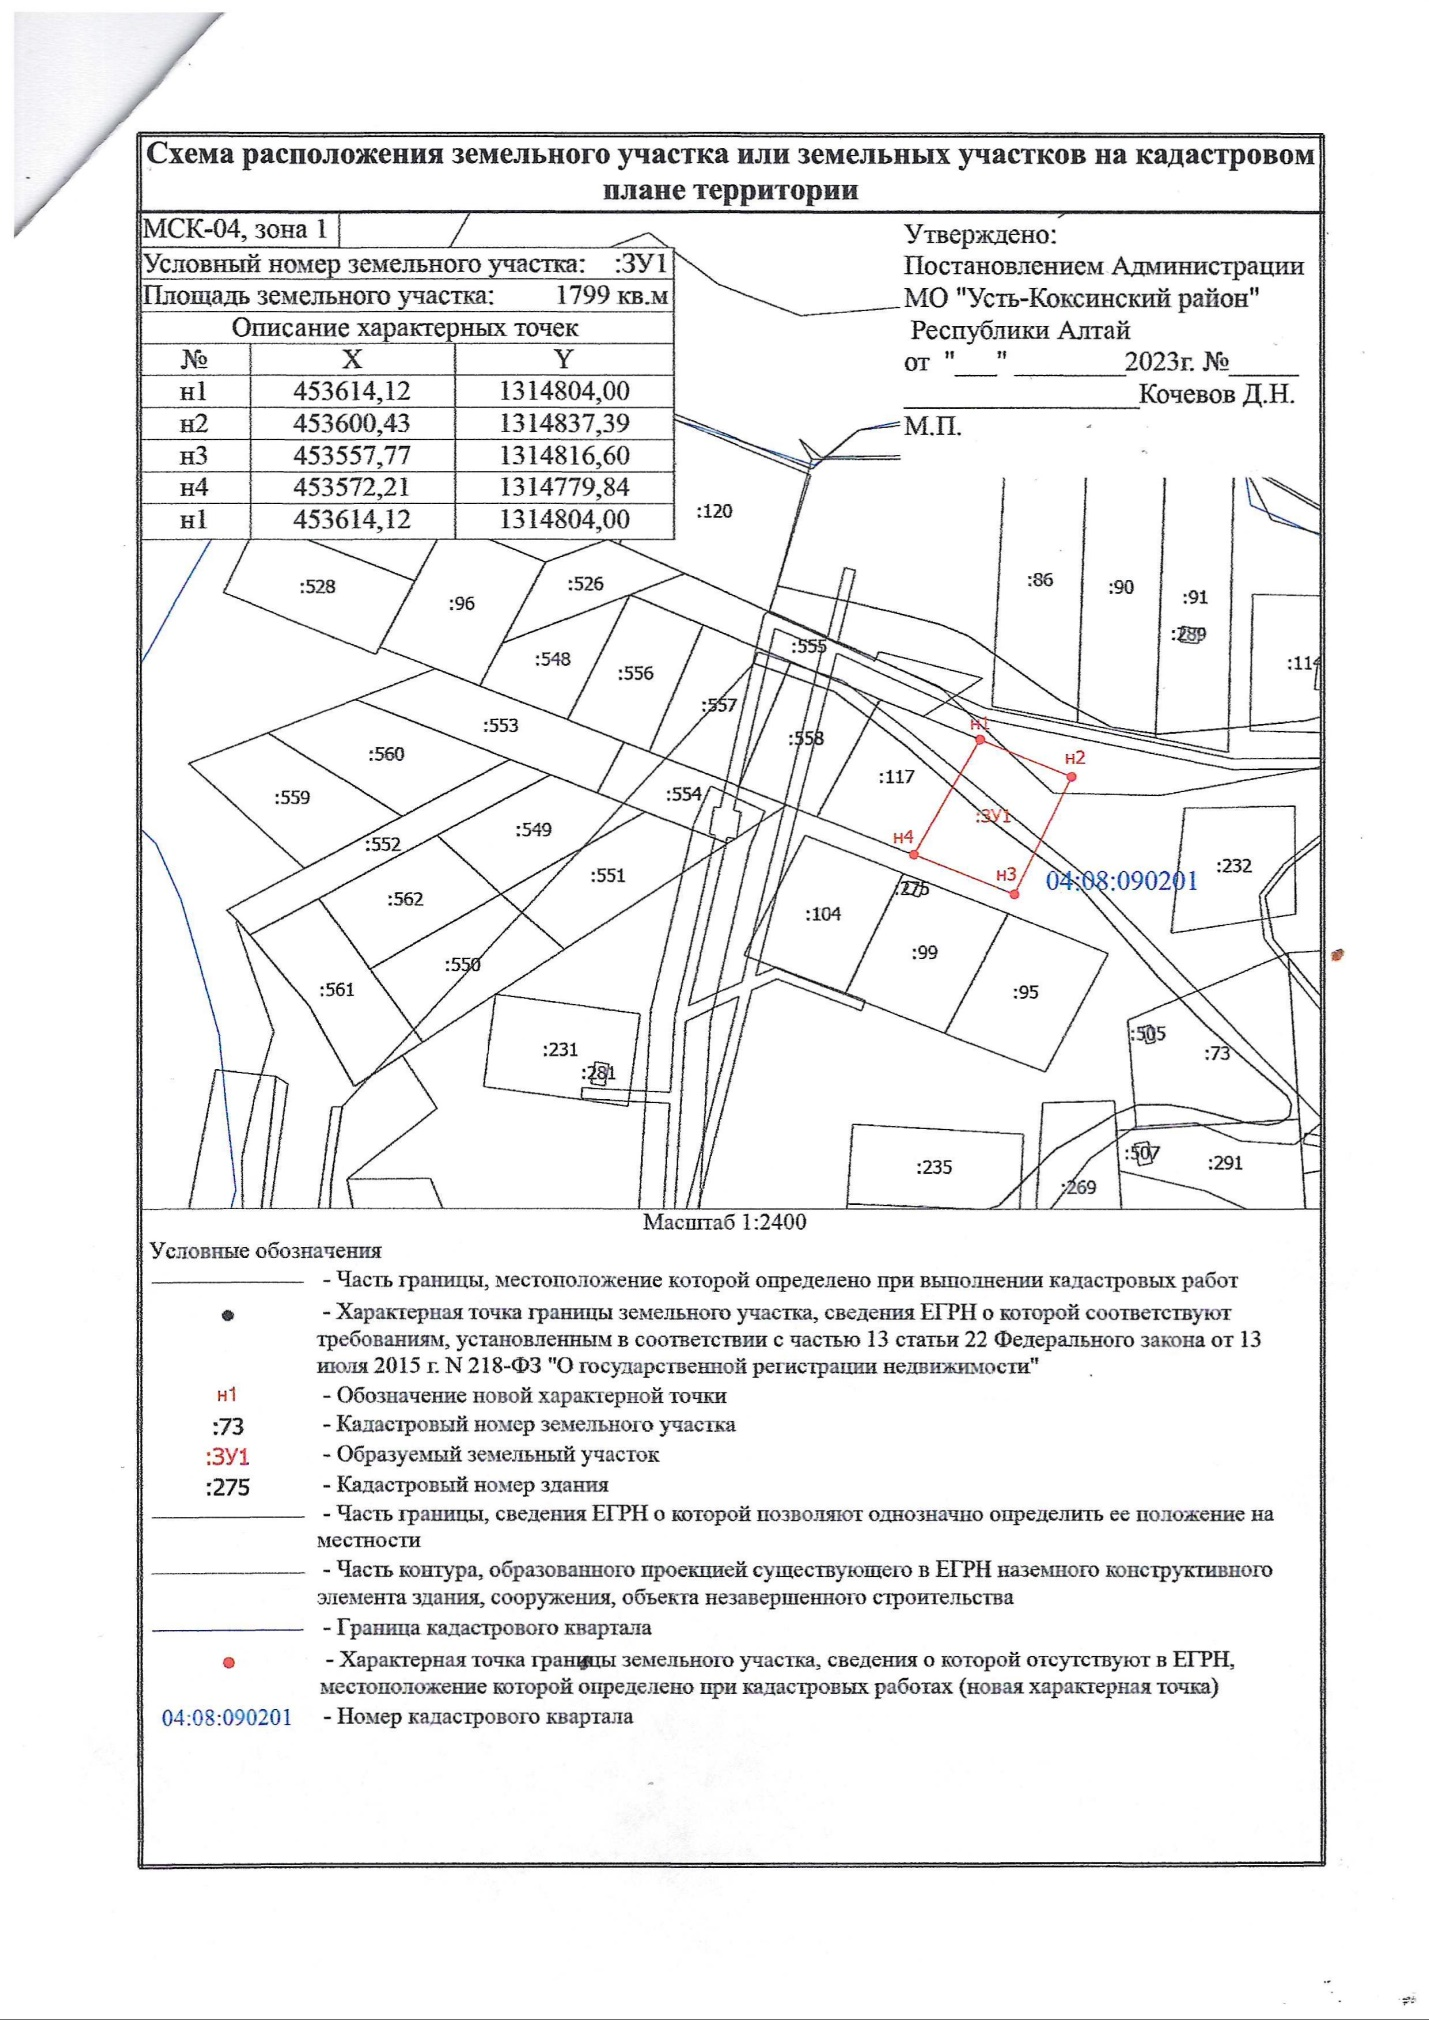 Схема расположения земельного участка или земельных участков на кадастровом
плане территории
МСК-04, зона 1
Условный номер земельного участка: :ЗУ1
Площадь земельного участка: 1799 кв.м
Описание характерных точек
№ X Y
н1 453614,12 1314804,00
н2 453600,43 1314837,39
н3 453557,77 1314816,60
н4 453572,21 1314779,84
н1 453614,12 1314804,00
Утверждено:
Постановлением Администрации
МО "Усть-Коксинский район"
Республики Алтай
от "___" ________2023г. №_____
_________________Кочевов Д.Н.
М.П.
:120
:528
:96
:526
:86
:90
:91
:289
:114
:548
:556
:555
:557
:553
:558
:560
:559
:117
н1
н2
:554
:ЗУ1
:549
:552
н4
н3
04:08:090201
:232
:551
:562
:275
:104
:99
:550
:561
:95
:231
:281
:505
:73
:235
:507
:291
:269
Масштаб 1:2400
Условные обозначения
- Часть границы, местоположение которой определено при выполнении кадастровых работ
- Характерная точка границы земельного участка, сведения ЕГРН о которой соответствуют
требованиям, установленным в соответствии с частью 13 статьи 22 Федерального закона от 13
июля 2015 г. N 218-ФЗ "О государственной регистрации недвижимости"
н1 - Обозначение новой характерной точки
:73 - Кадастровый номер земельного участка
:ЗУ1 - Образуемый земельный участок
:275 - Кадастровый номер здания
- Часть границы, сведения ЕГРН о которой позволяют однозначно определить ее положение на
местности
- Часть контура, образованного проекцией существующего в ЕГРН наземного конструктивного
элемента здания, сооружения, объекта незавершенного строительства
- Граница кадастрового квартала
- Характерная точка границы земельного участка, сведения о которой отсутствуют в ЕГРН,
местоположение которой определено при кадастровых работах (новая характерная точка)
04:08:090201 - Номер кадастрового квартала